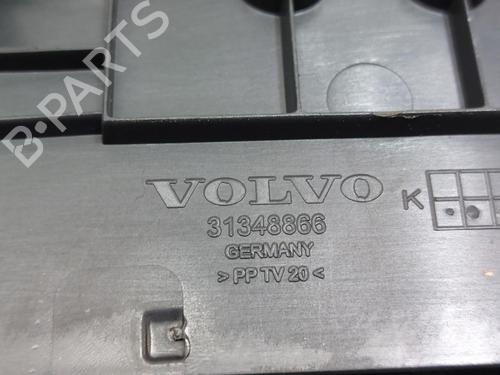 B-PARTS
VOLVO
31348866
K
GERMANY
> PP TV 20 <